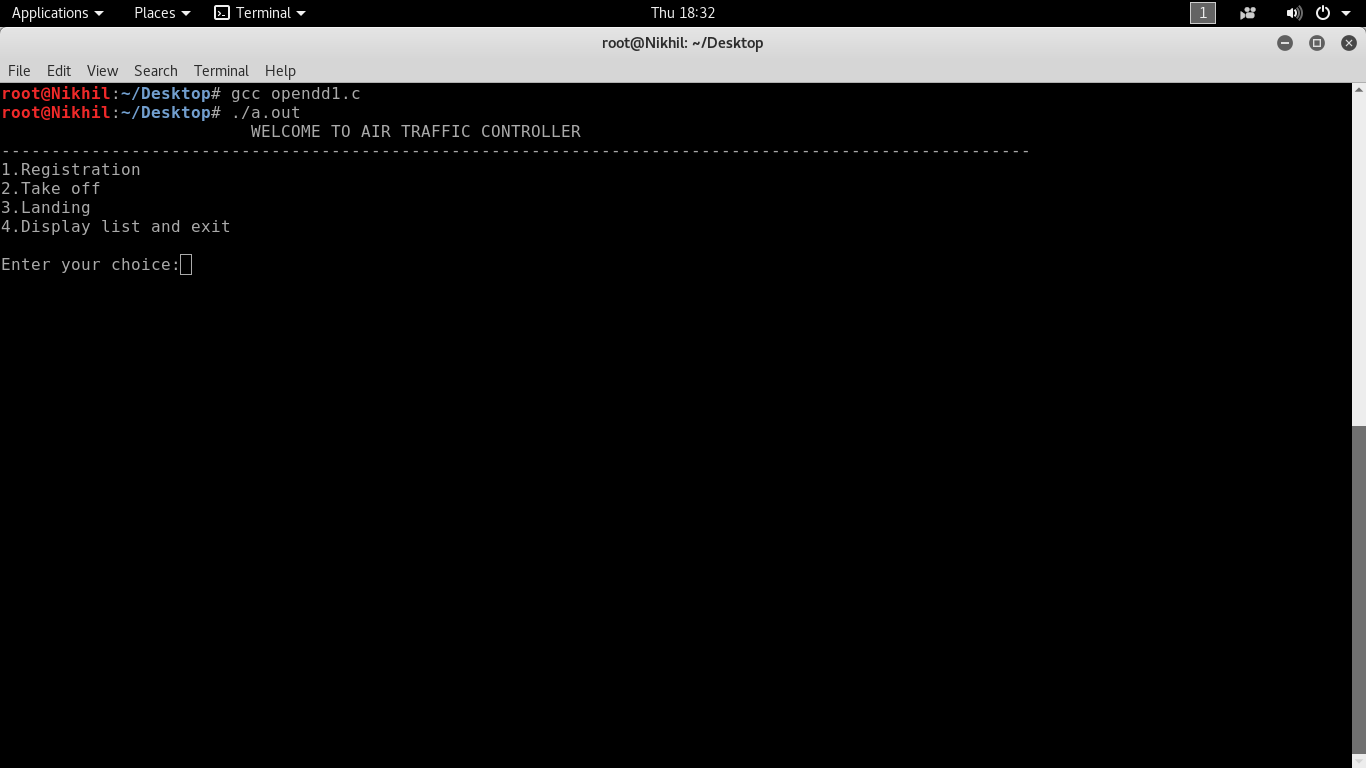 Applications Places Terminal Thu 18:32 1
root@Nikhil: ~/Desktop
File Edit View Search Terminal Help
root@Nikhil:~/Desktop# gcc opendd1.c
root@Nikhil:~/Desktop# ./a.out
WELCOME TO AIR TRAFFIC CONTROLLER
-------------------------------------------------------------------------------------------------------
1.Registration
2.Take off
3.Landing
4.Display list and exit
Enter your choice: